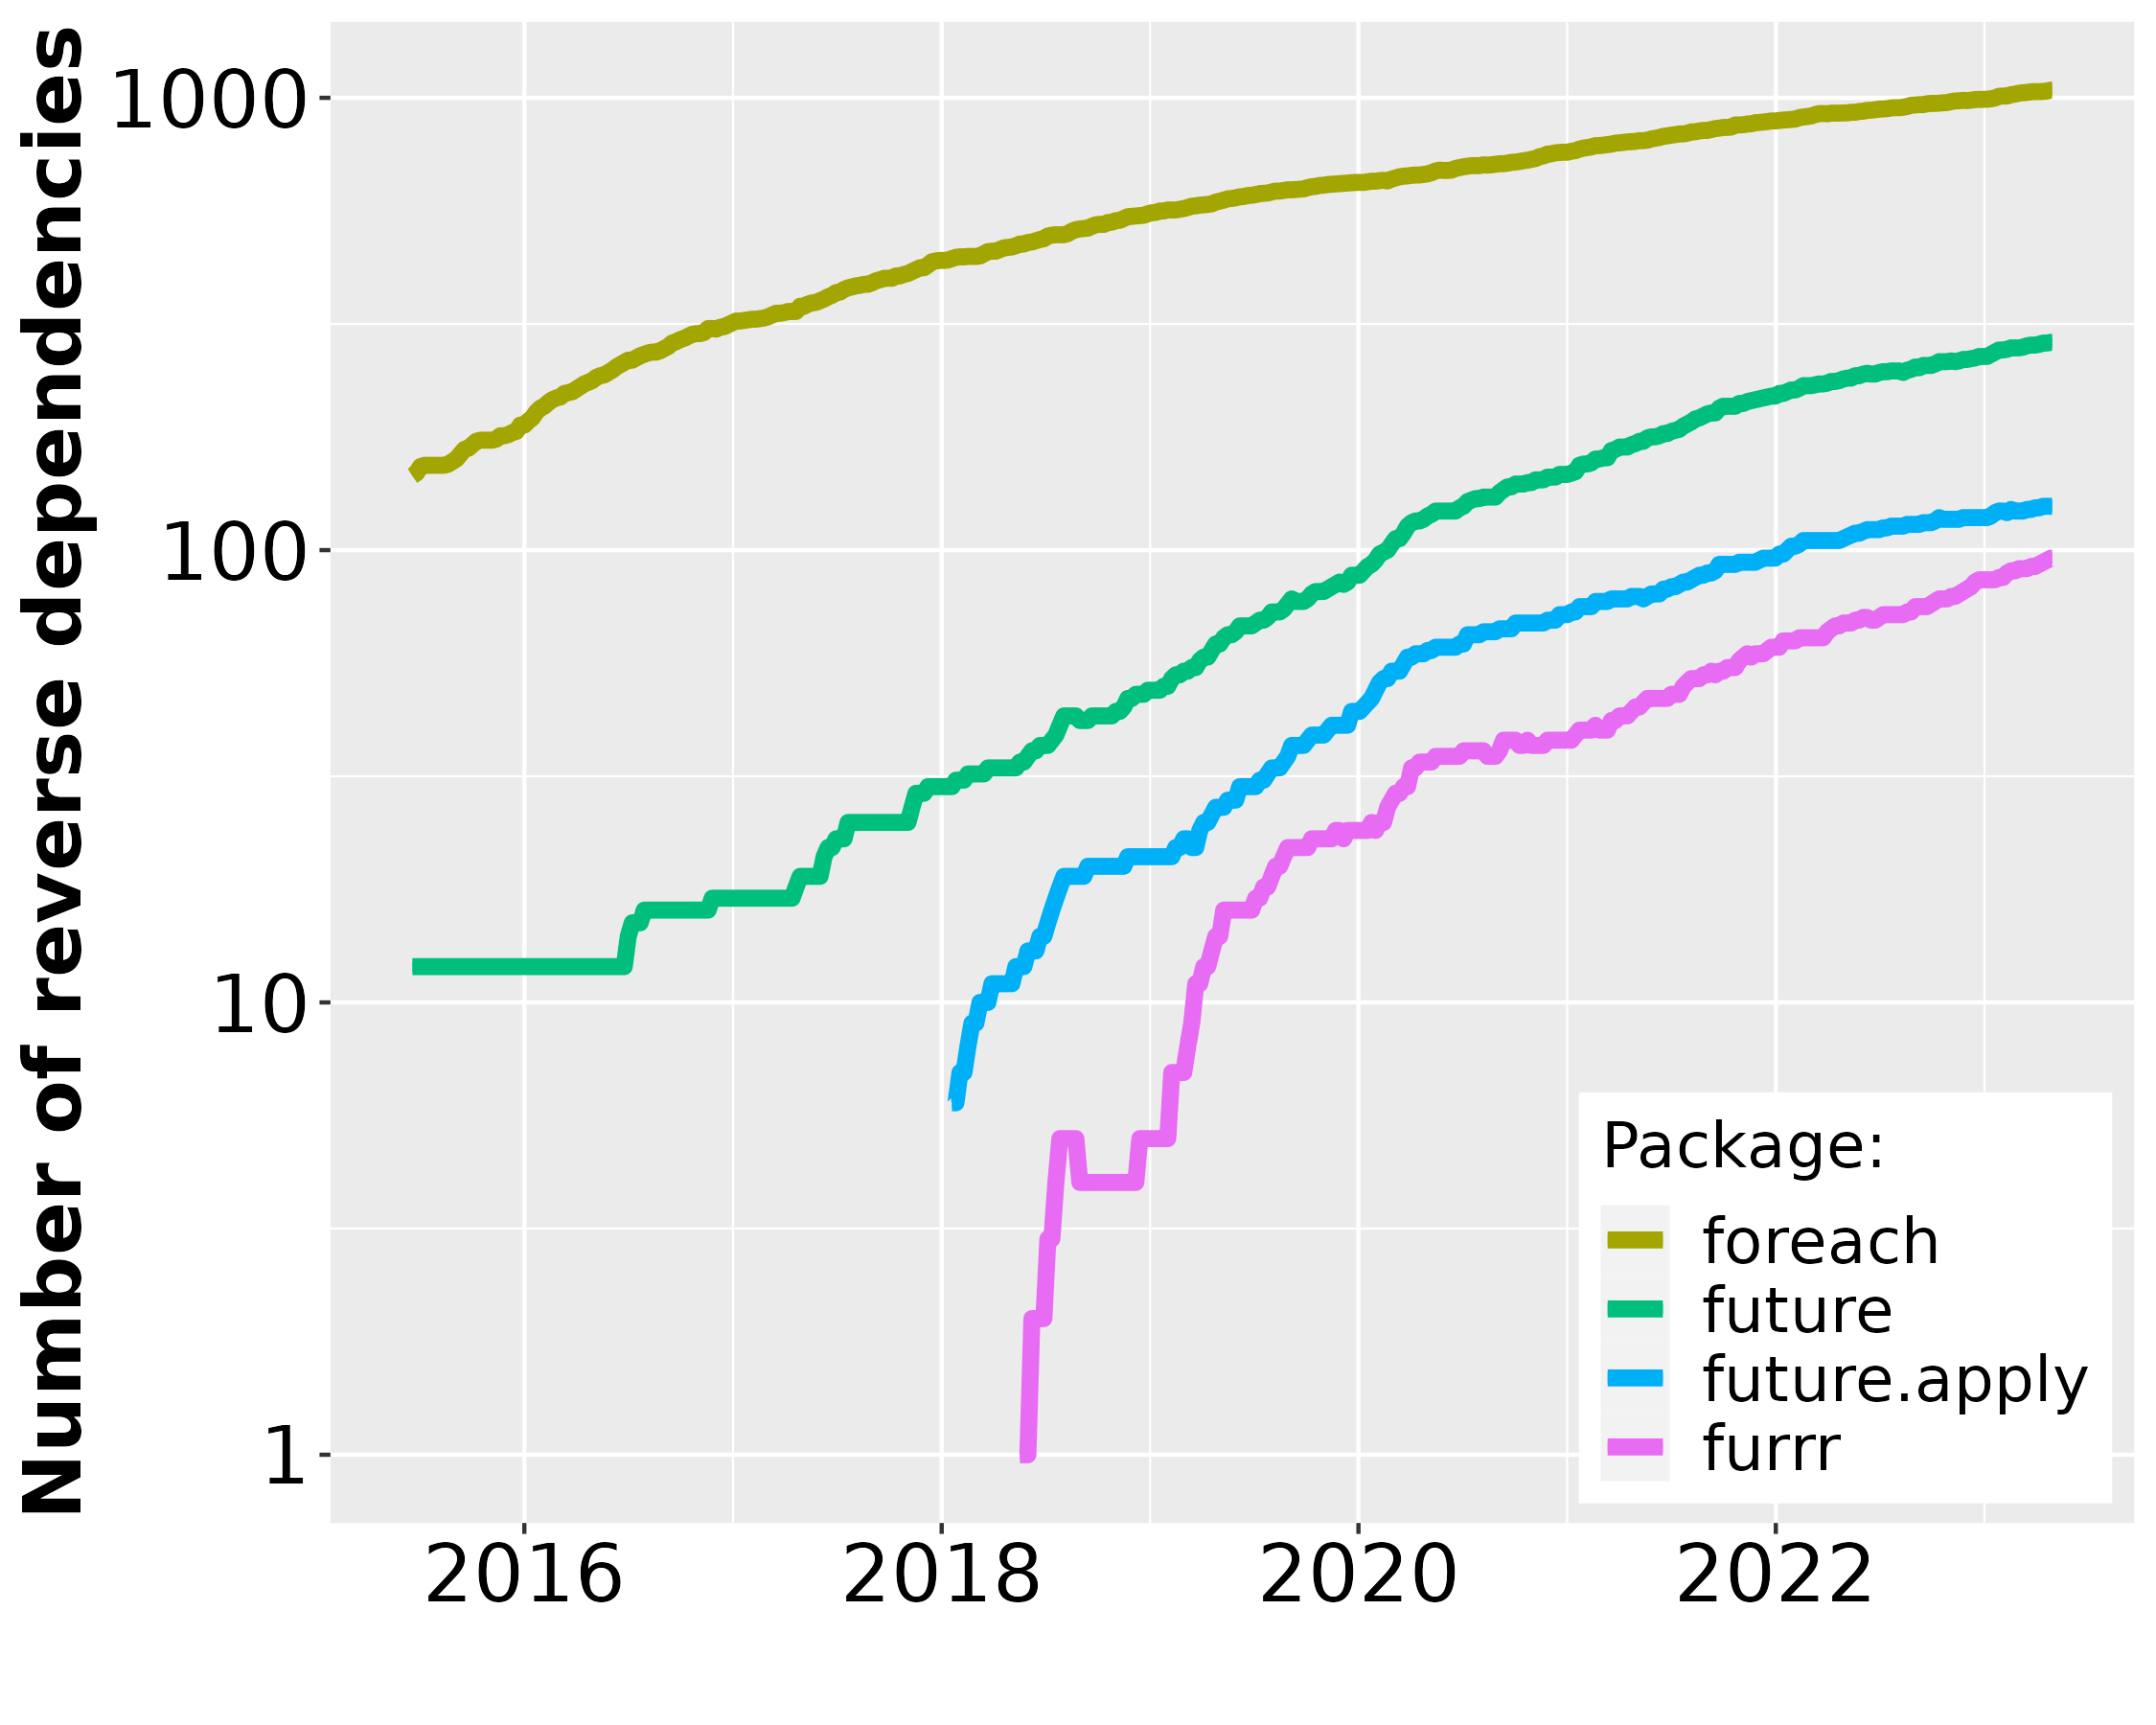 Number of reverse dependencies
1000
100
10
1
2016 2018 2020 2022
Package:
foreach
future
future.apply
furrr